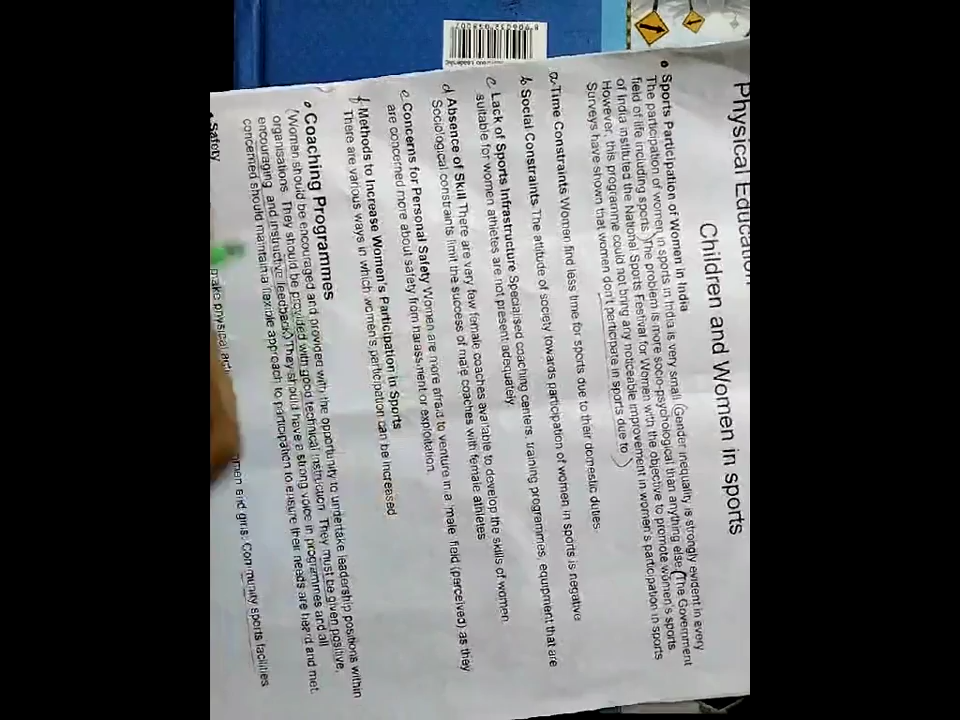 Physical Education
Children and Women in sports
Sports Participation of Women in India
The participation of women in sports in India is very small. (Gender inequality is strongly evident in every
field of life including sports.) The problem is more socio-psychological than anything else. (The Government
of India instituted the National Sports Festival for Women with the objective to promote women's sports.
However, this programme could not bring any noticeable improvement in women's participation in sports
Surveys have shown that women don't participate in sports due to)
a. Time Constraints Women find less time for sports due to their domestic duties.
b Social Constraints The attitude of society towards participation of women in sports is negative
c Lack of Sports Infrastructure Specialised coaching centers, training programmes, equipment that are
suitable for women athletes are not present adequately.
d Absence of Skill There are very few female coaches available to develop the skills of women
Sociological constraints limit the success of male coaches with female athletes
e Concerns for Personal Safety Women are more afraid to venture in a 'male' field (perceived) as they
are concerned more about safety from harassment or exploitation.
f Methods to Increase Women's Participation in Sports
There are various ways in which women's participation can be increased
Coaching Programmes
(Women should be encouraged and provided with the opportunity to undertake leadership positions within
organisations. They should be provided with good technical instruction. They must be given positive,
encouraging and instructive feedback.) They should have a strong voice in programmes and all
concerned should maintain a flexible approach to participation to ensure their needs are heard and met.
Safety
women and girls. Community sports facilities
make physical